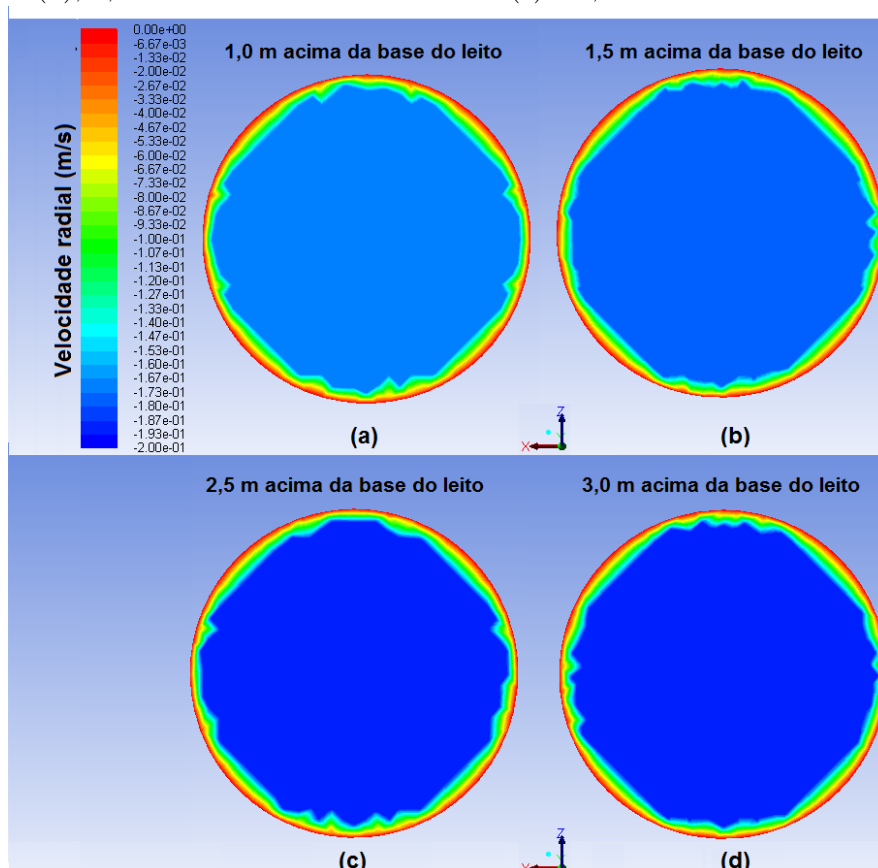 1,0 m acima da base do leito
1,5 m acima da base do leito
Velocidade radial (m/s)
0.00e+00
-6.67e-03
-1.33e-02
-2.00e-02
-2.67e-02
-3.33e-02
-4.00e-02
-4.67e-02
-5.33e-02
-6.00e-02
-6.67e-02
-7.33e-02
-8.00e-02
-8.67e-02
-9.33e-02
-1.00e-01
-1.07e-01
-1.13e-01
-1.20e-01
-1.27e-01
-1.33e-01
-1.40e-01
-1.47e-01
-1.53e-01
-1.60e-01
-1.67e-01
-1.73e-01
-1.80e-01
-1.87e-01
-1.93e-01
-2.00e-01
(a)
Z
X
(b)
2,5 m acima da base do leito
3,0 m acima da base do leito
(c)
Z
X
(d)